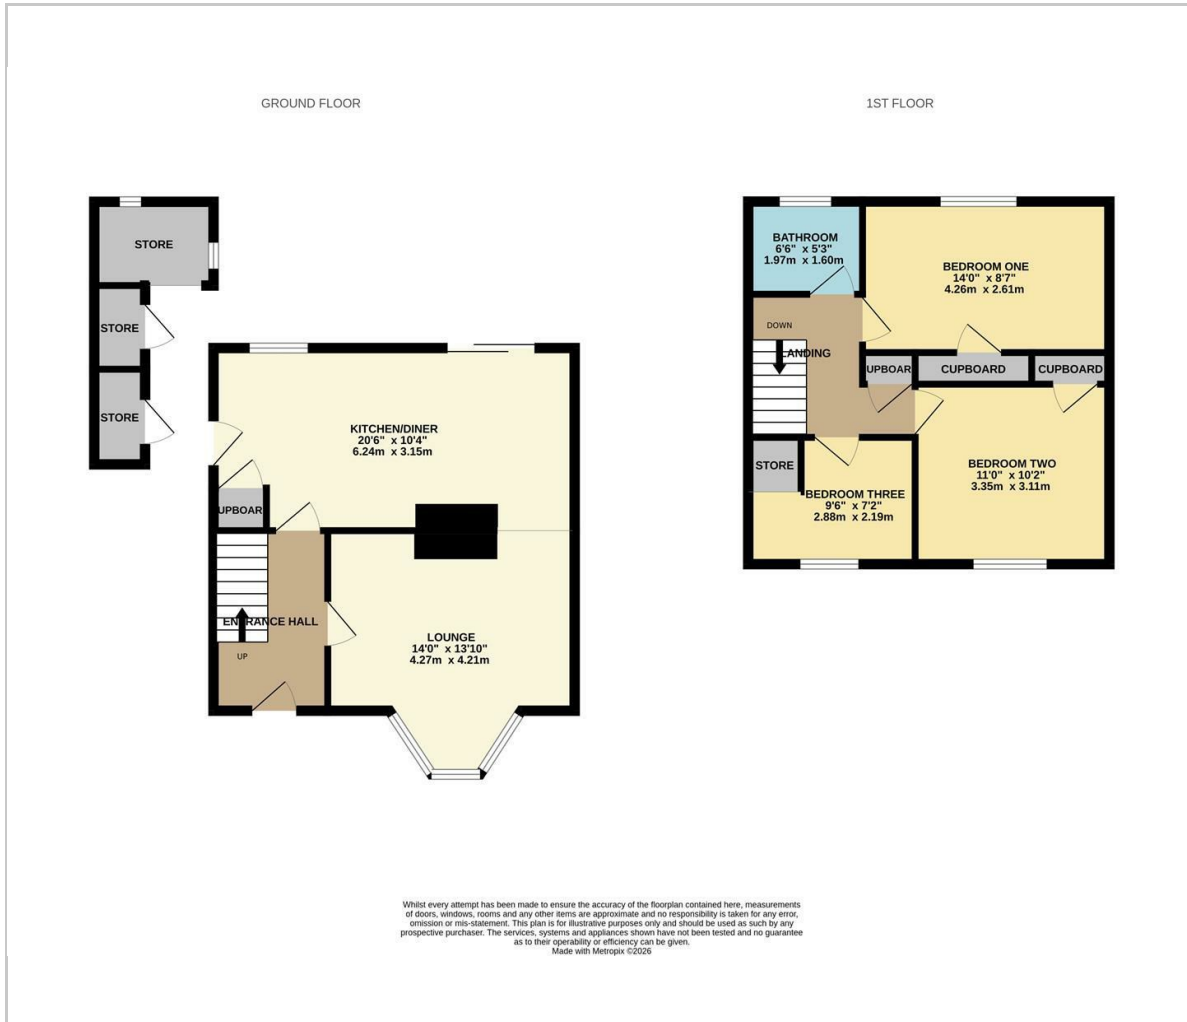 GROUND FLOOR
STORE
STORE
STORE
KITCHEN/DINER
20'6" x 10'4"
6.24m x 3.15m
UPBOAR
ENTRANCE HALL
UP
LOUNGE
14'0" x 13'10"
4.27m x 4.21m
1ST FLOOR
BATHROOM
6'6" x 5'3"
1.97m x 1.60m
BEDROOM ONE
14'0" x 8'7"
4.26m x 2.61m
DOWN
LANDING
UPBOAR
CUPBOARD
CUPBOARD
STORE
BEDROOM TWO
11'0" x 10'2"
3.35m x 3.11m
BEDROOM THREE
9'6" x 7'2"
2.88m x 2.19m
Whilst every attempt has been made to ensure the accuracy of the floorplan contained here, measurements
of doors, windows, rooms and any other items are approximate and no responsibility is taken for any error,
omission or mis-statement. This plan is for illustrative purposes only and should be used as such by any
prospective purchaser. The services, systems and appliances shown have not been tested and no guarantee
as to their operability or efficiency can be given.
Made with Metropix ©2026